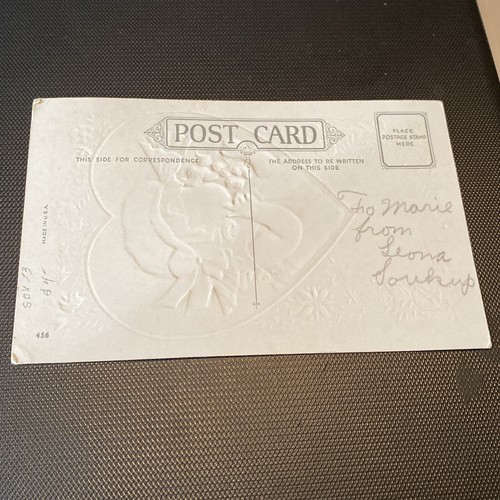 POST CARD
THIS SIDE FOR CORRESPONDENCE
THE ADDRESS TO BE WRITTEN
ON THIS SIDE
PLACE
POSTAGE STAMP
HERE
To Marie
from
Leona
Soukup
MADE IN U.S.A.
$4-
456